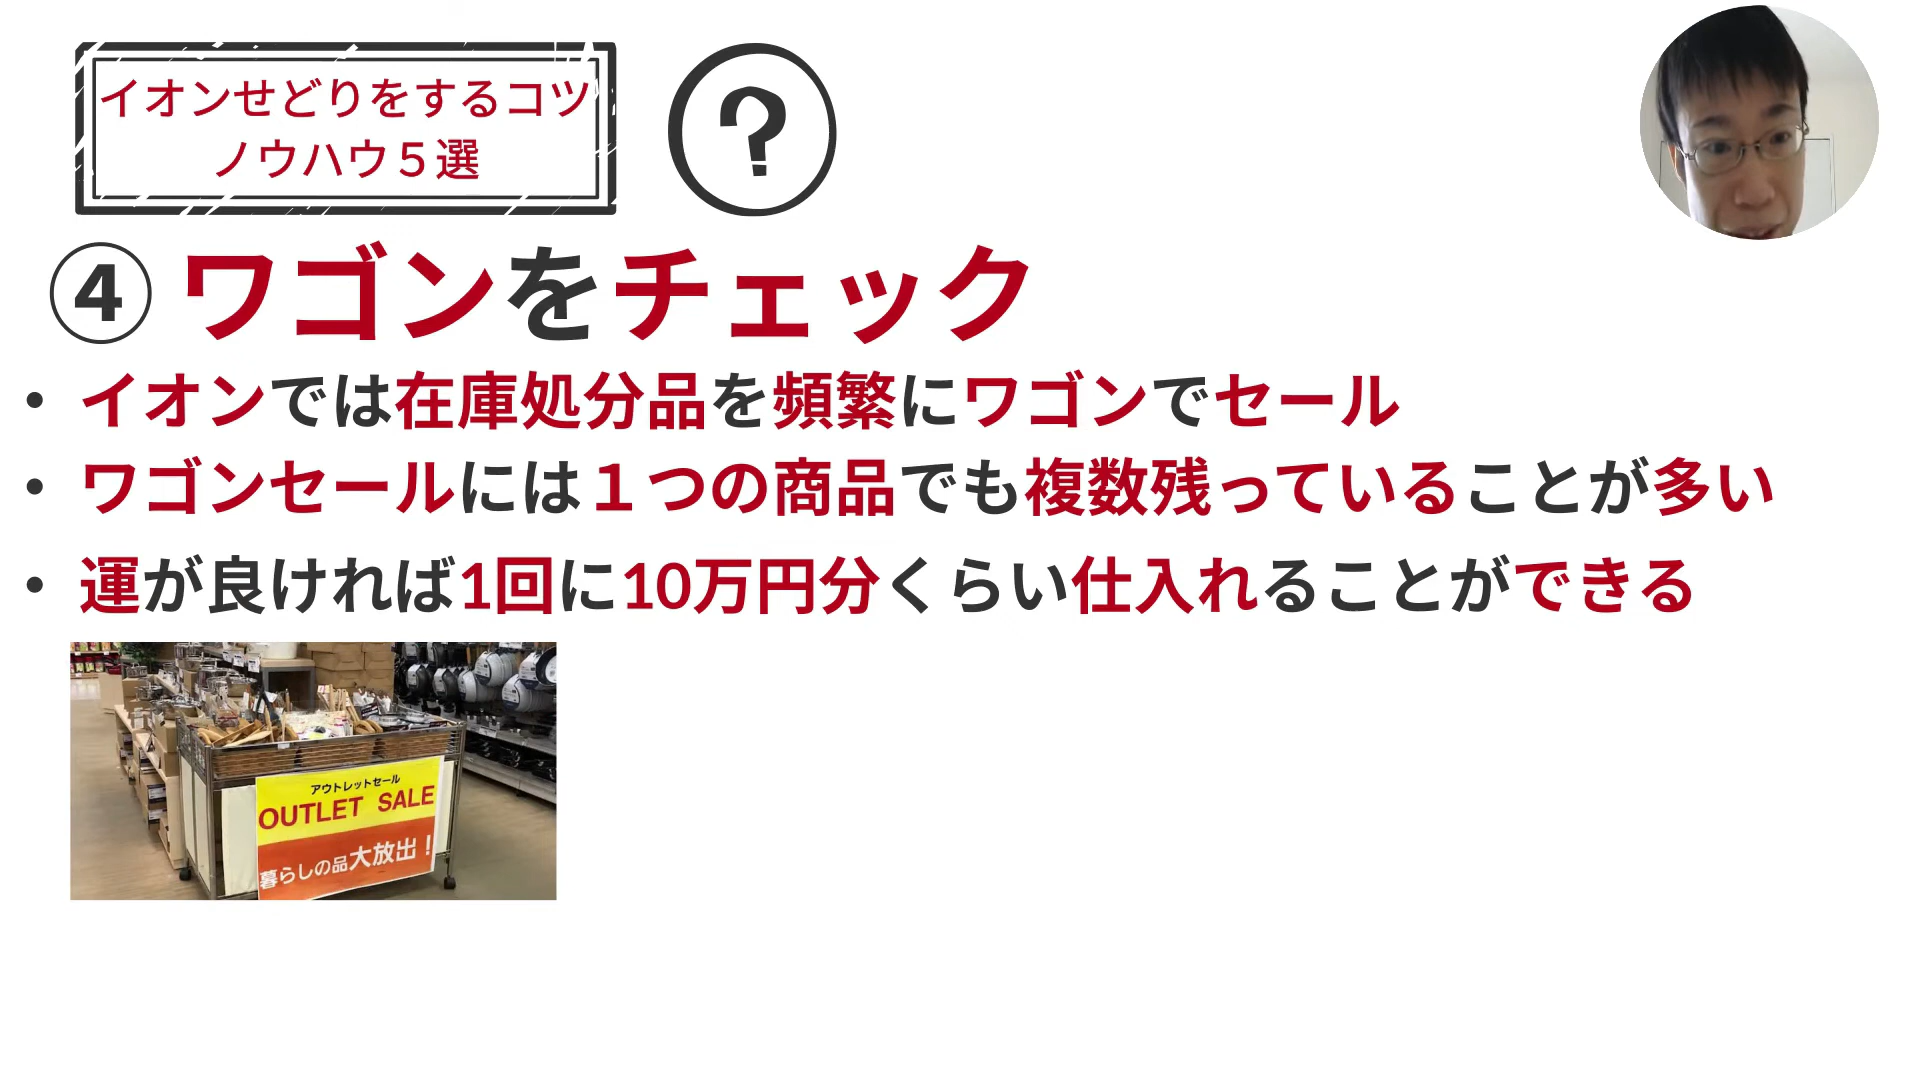 イオンせどりをするコツ
ノウハウ５選
?
④ ワゴンをチェック
• イオンでは在庫処分品を頻繁にワゴンでセール
• ワゴンセールには１つの商品でも複数残っていることが多い
• 運が良ければ1回に10万円分くらい仕入れることができる
アウトレットセール
OUTLET SALE
暮らしの品大放出！